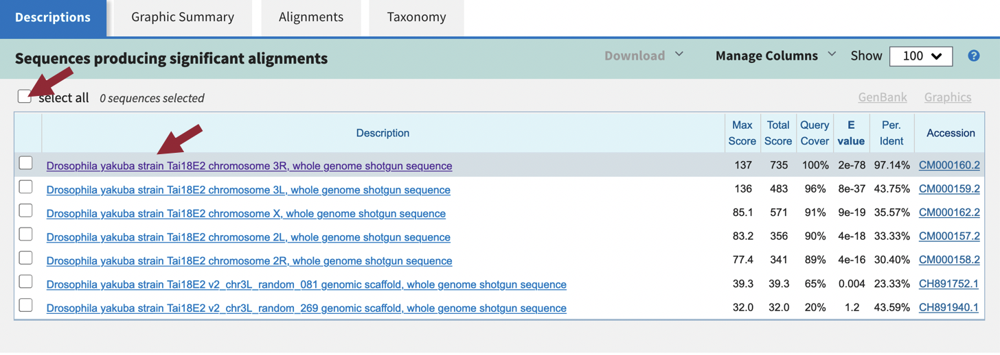 Descriptions Graphic Summary Alignments Taxonomy
Sequences producing significant alignments Download Manage Columns Show 100 ?
select all 0 sequences selected GenBank Graphics
Description Max Score Total Score Query Cover E value Per. Ident Accession
Drosophila yakuba strain Tai18E2 chromosome 3R, whole genome shotgun sequence 137 735 100% 2e-78 97.14% CM000160.2
Drosophila yakuba strain Tai18E2 chromosome 3L, whole genome shotgun sequence 136 483 96% 8e-37 43.75% CM000159.2
Drosophila yakuba strain Tai18E2 chromosome X, whole genome shotgun sequence 85.1 571 91% 9e-19 35.57% CM000162.2
Drosophila yakuba strain Tai18E2 chromosome 2L, whole genome shotgun sequence 83.2 356 90% 4e-18 33.33% CM000157.2
Drosophila yakuba strain Tai18E2 chromosome 2R, whole genome shotgun sequence 77.4 341 89% 4e-16 30.40% CM000158.2
Drosophila yakuba strain Tai18E2 v2_chr3L_random_081 genomic scaffold, whole genome shotgun sequence 39.3 39.3 65% 0.004 23.33% CH891752.1
Drosophila yakuba strain Tai18E2 v2_chr3L_random_269 genomic scaffold, whole genome shotgun sequence 32.0 32.0 20% 1.2 43.59% CH891940.1